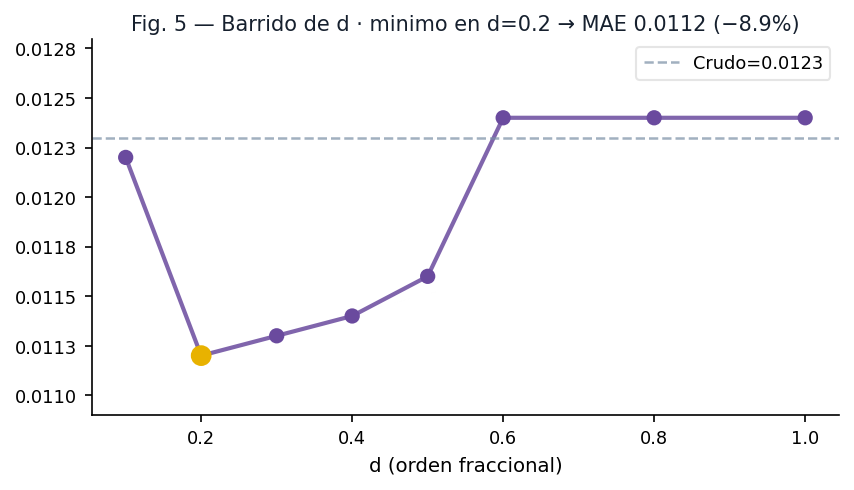 Fig. 5 — Barrido de d · minimo en d=0.2 → MAE 0.0112 (−8.9%)
Crudo=0.0123
0.0128
0.0125
0.0123
0.0120
0.0118
0.0115
0.0113
0.0110
0.2 0.4 0.6 0.8 1.0
d (orden fraccional)